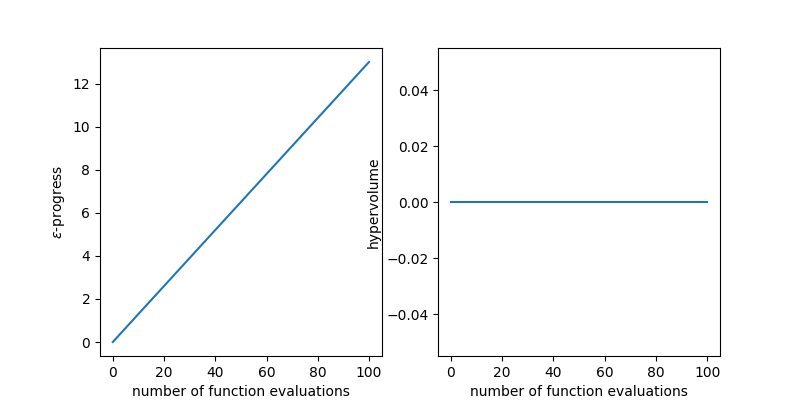 12
10
8
6
4
2
0
ε-progress
0 20 40 60 80 100
number of function evaluations
0.04
0.02
0.00
−0.02
−0.04
hypervolume
0 20 40 60 80 100
number of function evaluations